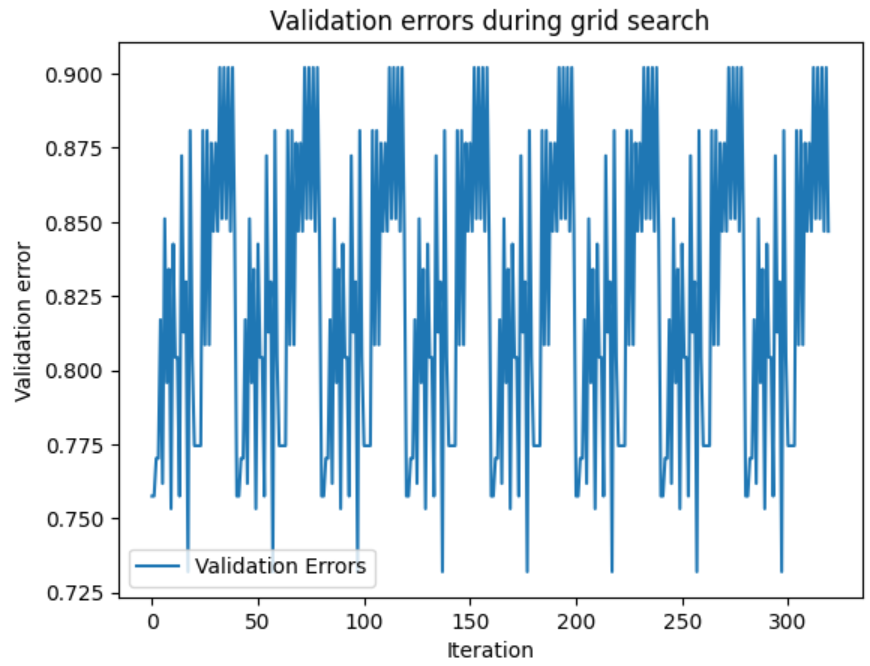 Validation errors during grid search
0.900
0.875
0.850
0.825
0.800
0.775
0.750
0.725
Validation error
Validation Errors
0 50 100 150 200 250 300
Iteration